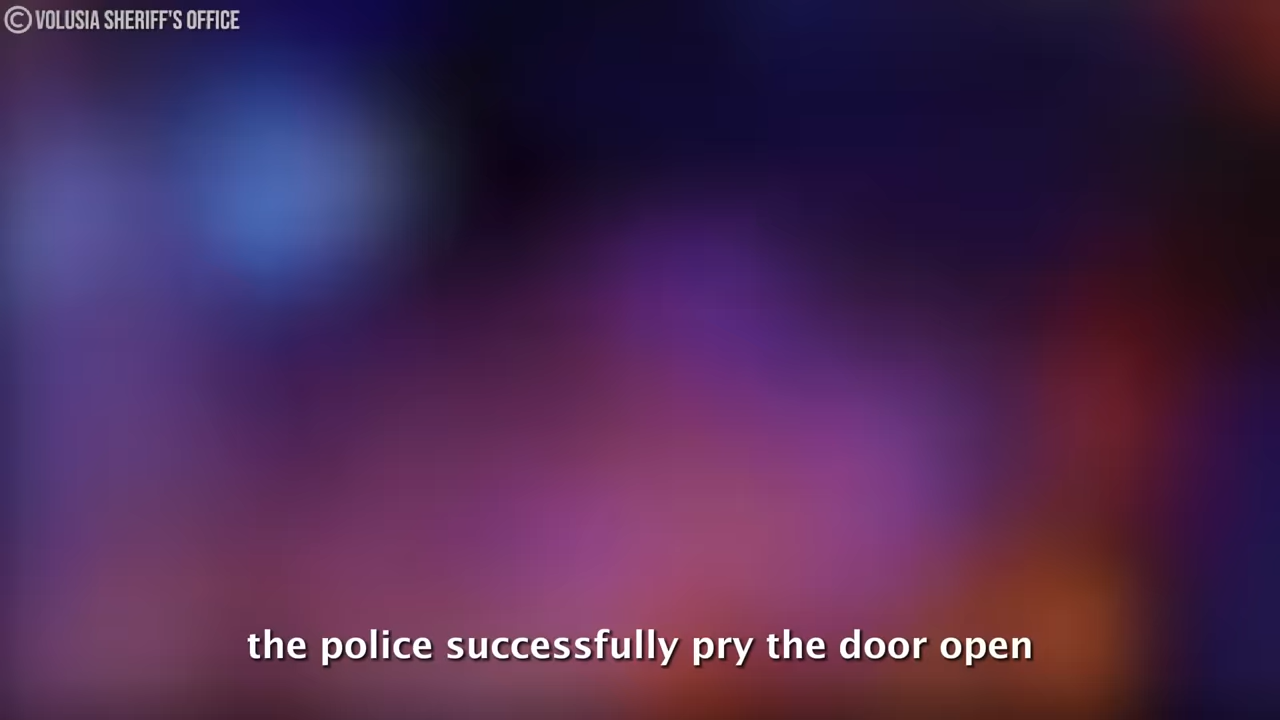 © VOLUSIA SHERIFF'S OFFICE
the police successfully pry the door open